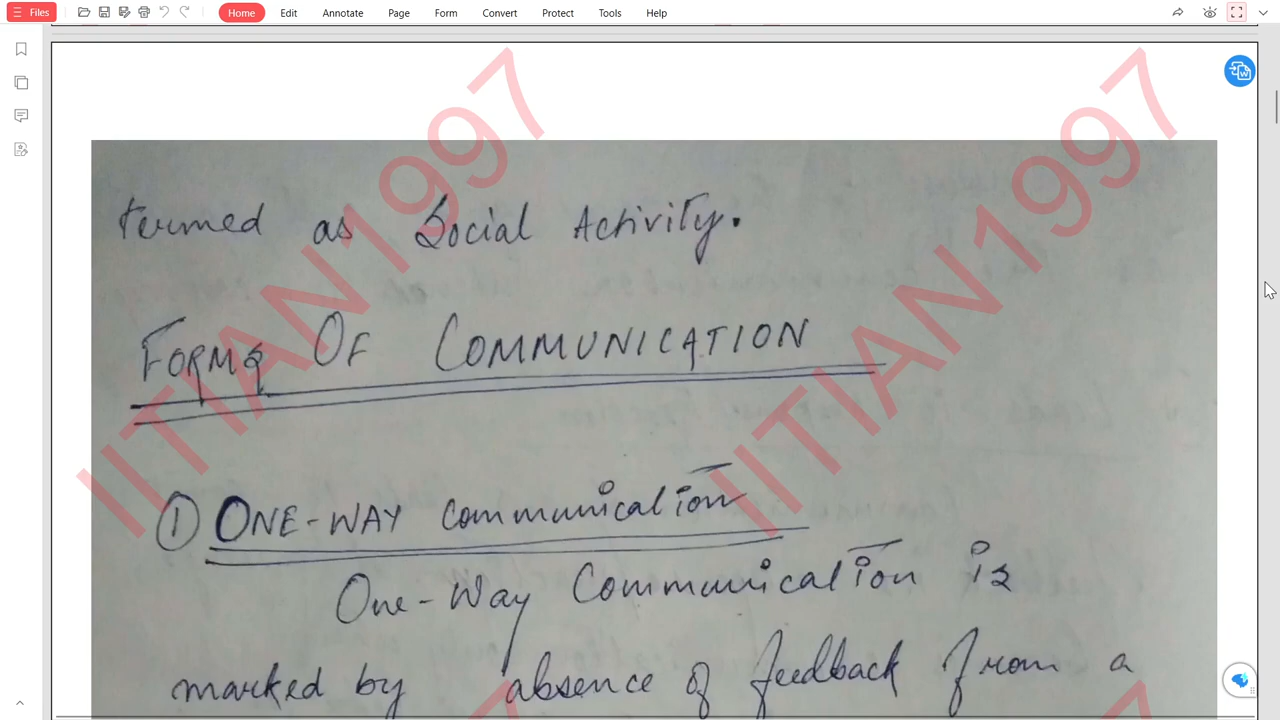 Files
Home Edit Annotate Page Form Convert Protect Tools Help
termed as Social Activity.
FORMS OF COMMUNICATION
① ONE-WAY Communication
One-Way Communication is
marked by absence of feedback from a
IITIAN1997
IITIAN1997